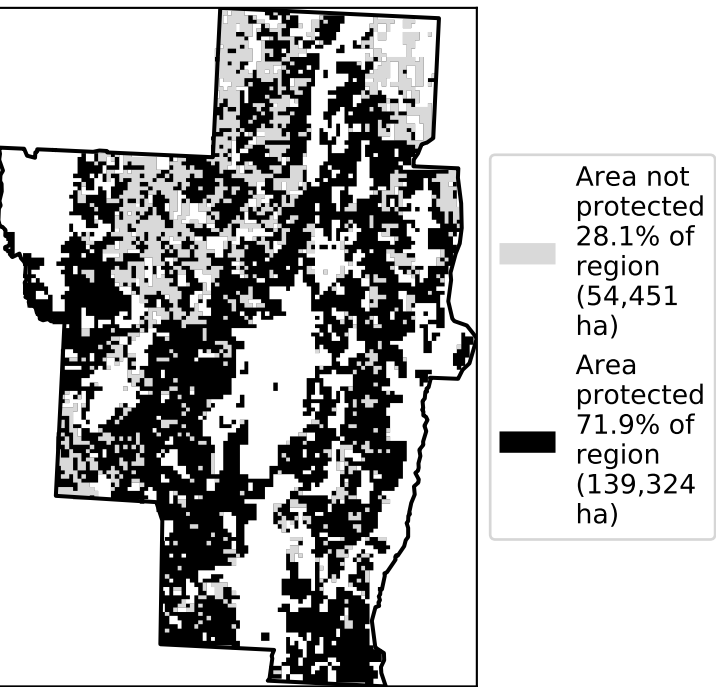 Area not
protected
28.1% of
region
(54,451
ha)
Area
protected
71.9% of
region
(139,324
ha)